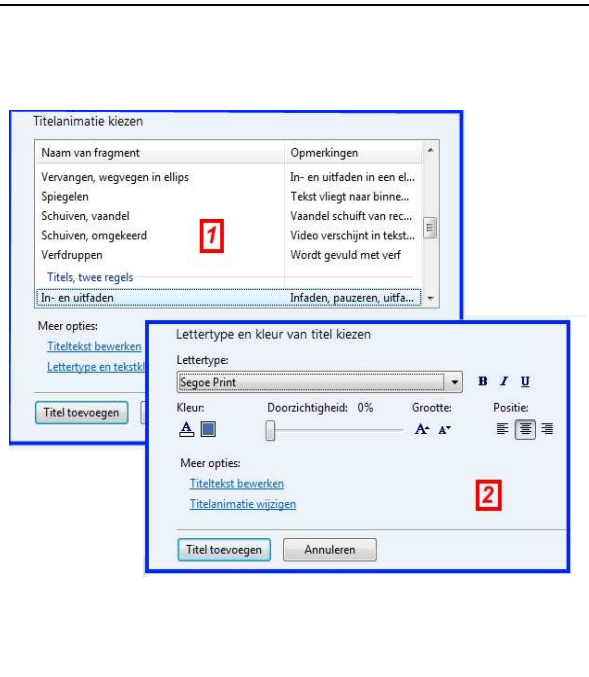 Titelanimatie kiezen
Naam van fragment Opmerkingen
Vervangen, wegvegen in ellips In- en uitfaden in een el...
Spiegelen Tekst vliegt naar binne...
Schuiven, vaandel Vaandel schuift van rec...
Schuiven, omgekeerd Video verschijnt in tekst...
Verfdruppen Wordt gevuld met verf
Titels, twee regels
In- en uitfaden Infaden, pauzeren, uitfa...
1
Meer opties:
Titeltekst bewerken
Lettertype en tekstkl
Titel toevoegen
Lettertype en kleur van titel kiezen
Lettertype:
Segoe Print B I U
Kleur: Doorzichtigheid: 0% Grootte: Positie:
A A A
Meer opties:
Titeltekst bewerken
Titelanimatie wijzigen
2
Titel toevoegen Annuleren